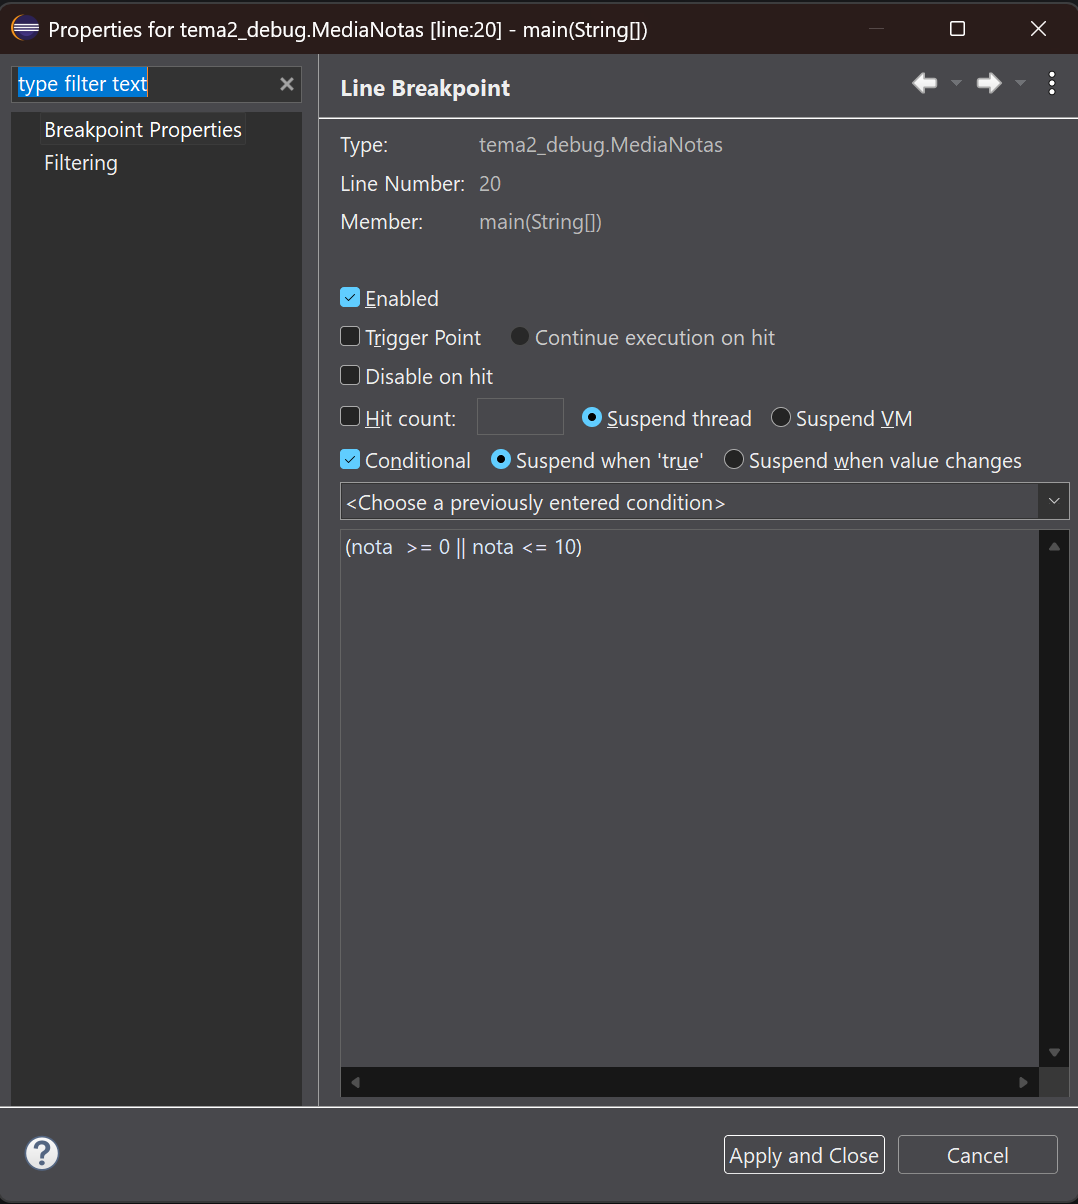 Properties for tema2_debug.MediaNotas [line:20] - main(String[])
type filter text
Breakpoint Properties
Filtering
Line Breakpoint
Type: tema2_debug.MediaNotas
Line Number: 20
Member: main(String[])
Enabled
Trigger Point Continue execution on hit
Disable on hit
Hit count: Suspend thread Suspend VM
Conditional Suspend when 'true' Suspend when value changes
<Choose a previously entered condition>
(nota  >= 0 || nota <= 10)
Apply and Close Cancel